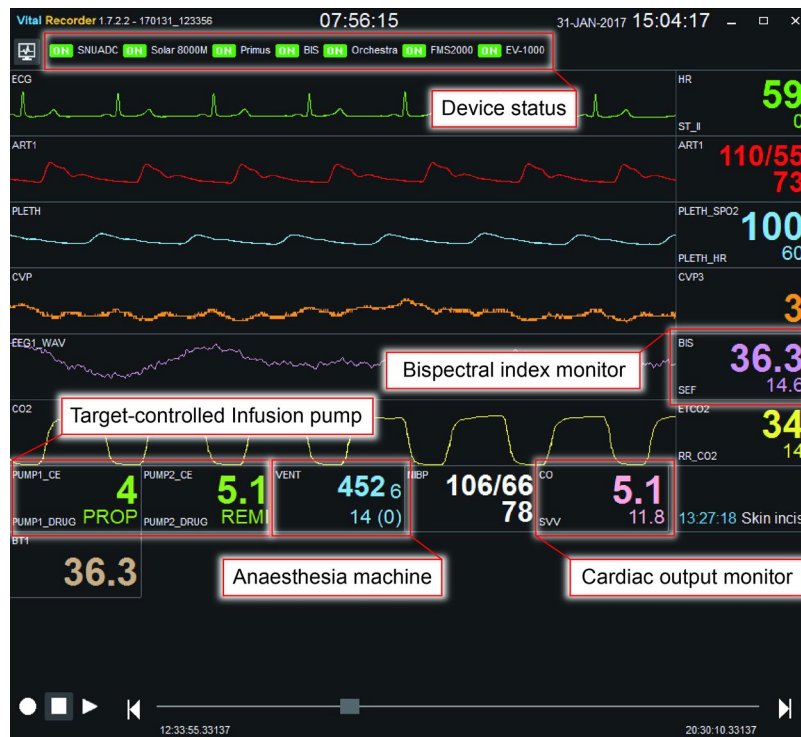 Vital Recorder 1.7.2.2 - 170131_123356 07:56:15 31-JAN-2017 15:04:17
ON SNUADC ON Solar 8000M ON Primus ON BIS ON Orchestra ON FMS2000 ON EV-1000
Device status
ECG
HR
59
ST_II
0
ART1
ART1
110/55
73
PLETH
PLETH_SPO2
100
PLETH_HR
60
CVP
CVP3
3
EEG1_WAV
Bispectral index monitor
BIS
36.3
SEF
14.6
CO2
Target-controlled Infusion pump
ETCO2
34
RR_CO2
14
PUMP1_CE
4
PUMP1_DRUG PROP
PUMP2_CE
5.1
PUMP2_DRUG REMI
VENT
452 6
14 (0)
NIBP
106/66
78
CO
5.1
SVV
11.8
13:27:18 Skin incis
BT1
36.3
Anaesthesia machine
Cardiac output monitor
12:33:55.33137
20:30:10.33137